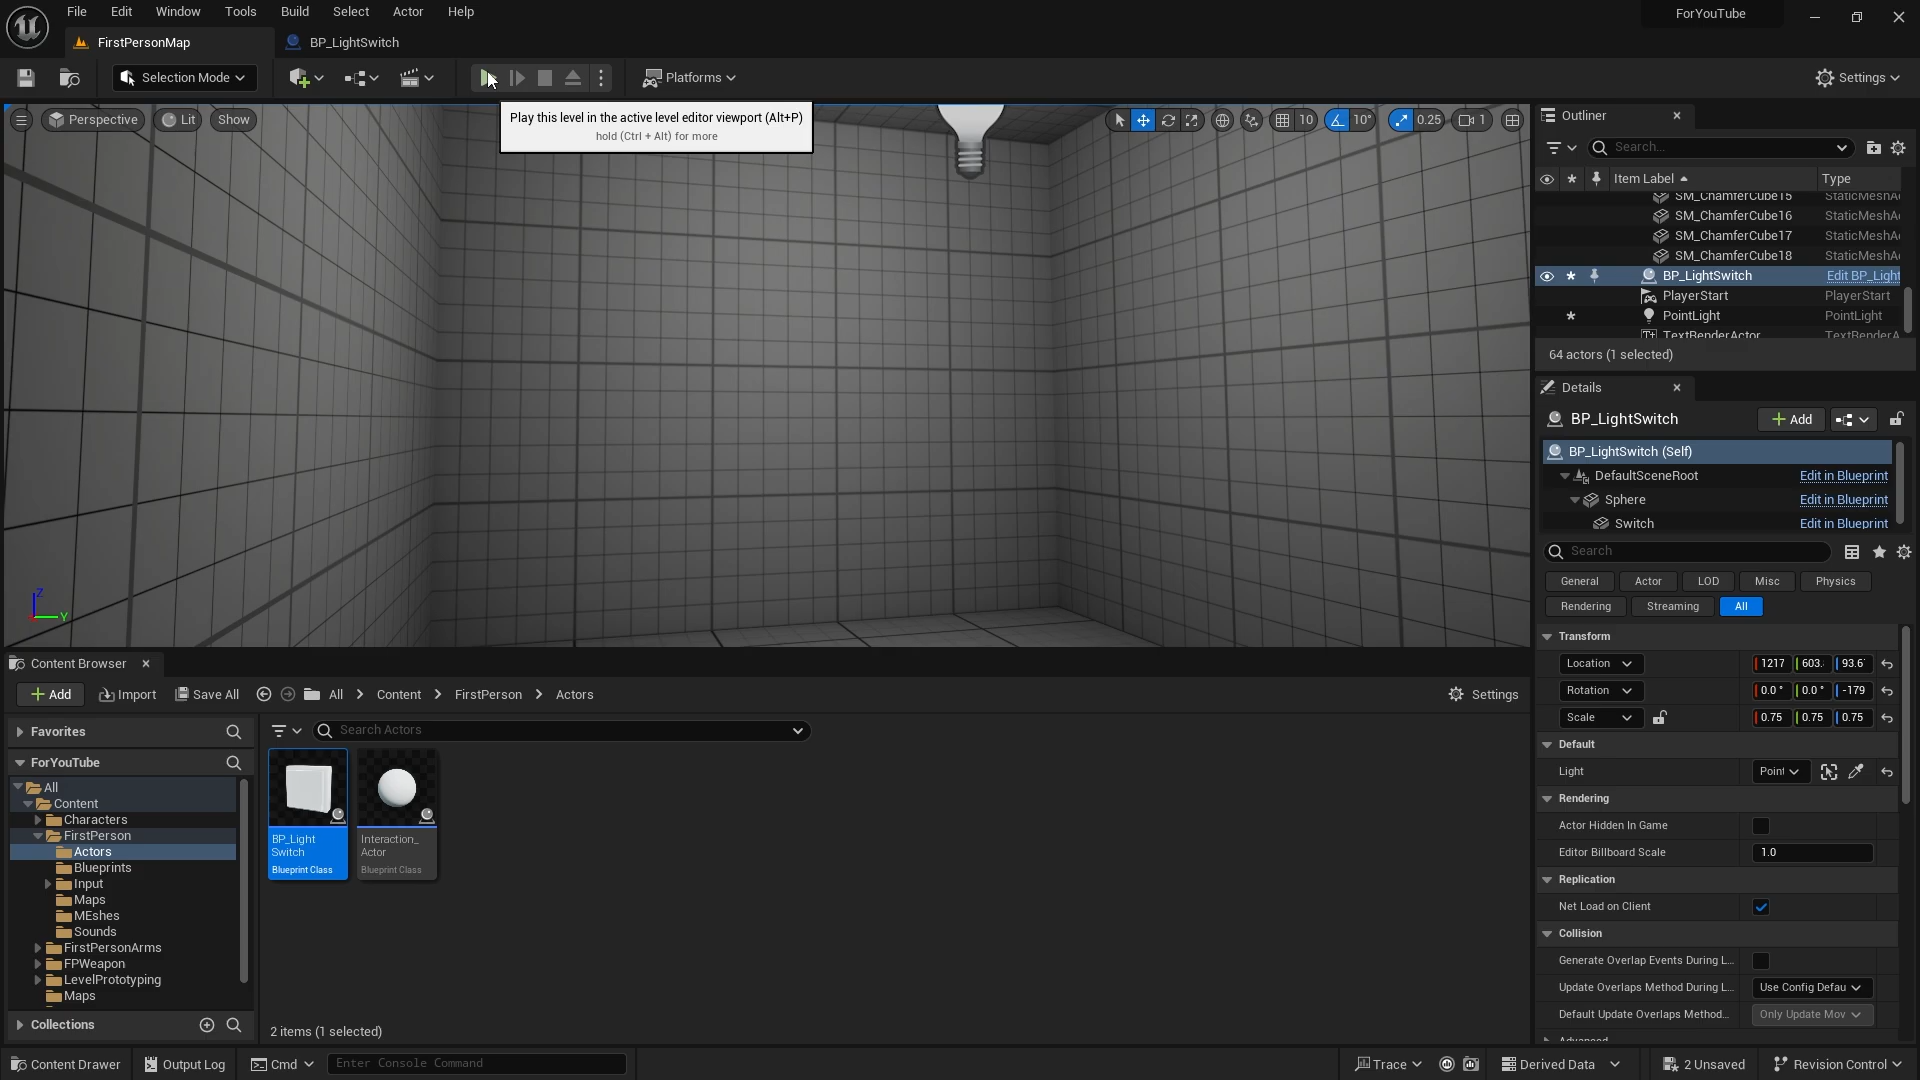 File Edit View Window Tools Build Select Actor Help
ForYouTube
FirstPersonMap
BP_LightSwitch
Selection Mode
Platforms
Settings
Play this level in the active level editor viewport (Alt+P)
hold (Ctrl + Alt) for more
Perspective Lit Show
10 10° 0.25 1
Z
Y
Outliner
Search...
Item Label Type
SM_ChamferCube15 StaticMeshA
SM_ChamferCube16 StaticMeshA
SM_ChamferCube17 StaticMeshA
SM_ChamferCube18 StaticMeshA
BP_LightSwitch Edit BP_Light
PlayerStart PlayerStart
PointLight PointLight
TextRenderActor TextRenderA
64 actors (1 selected)
Details
BP_LightSwitch
Add
BP_LightSwitch (Self)
DefaultSceneRoot Edit in Blueprint
Sphere Edit in Blueprint
Switch Edit in Blueprint
Search
General Actor LOD Misc Physics
Rendering Streaming All
Transform
Location 1217 603. 93.6
Rotation 0.0 ° 0.0 ° -179
Scale 0.75 0.75 0.75
Default
Light Point
Rendering
Actor Hidden In Game
Editor Billboard Scale 1.0
Replication
Net Load on Client
Collision
Generate Overlap Events During L...
Update Overlaps Method During L... Use Config Defau
Default Update Overlaps Method... Only Update Mov
Advanced
Content Browser
Add Import Save All All Content FirstPerson Actors Settings
Favorites
Search Actors
ForYouTube
All
Content
Characters
FirstPerson
Actors
Blueprints
Input
Maps
MEshes
Sounds
FirstPersonArms
FPWeapon
LevelPrototyping
Maps
Collections
BP_Light
Switch
Blueprint Class
Interaction_
Actor
Blueprint Class
2 items (1 selected)
Content Drawer Output Log Cmd Enter Console Command Trace Derived Data 2 Unsaved Revision Control